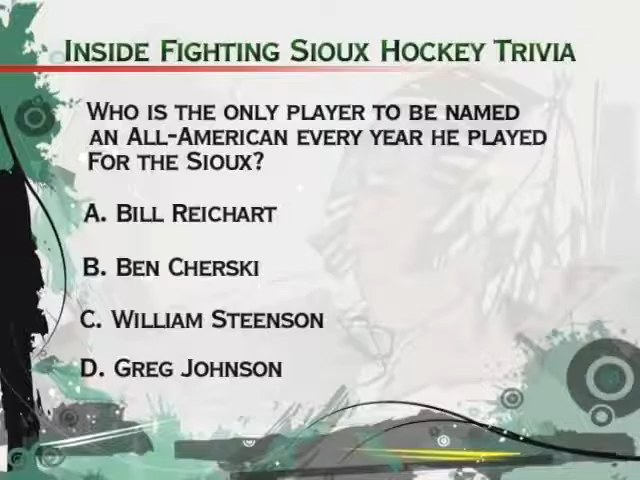 Inside Fighting Sioux Hockey Trivia
Who is the only player to be named
an All-American every year he played
For the Sioux?
A. Bill Reichart
B. Ben Cherski
C. William Steenson
D. Greg Johnson